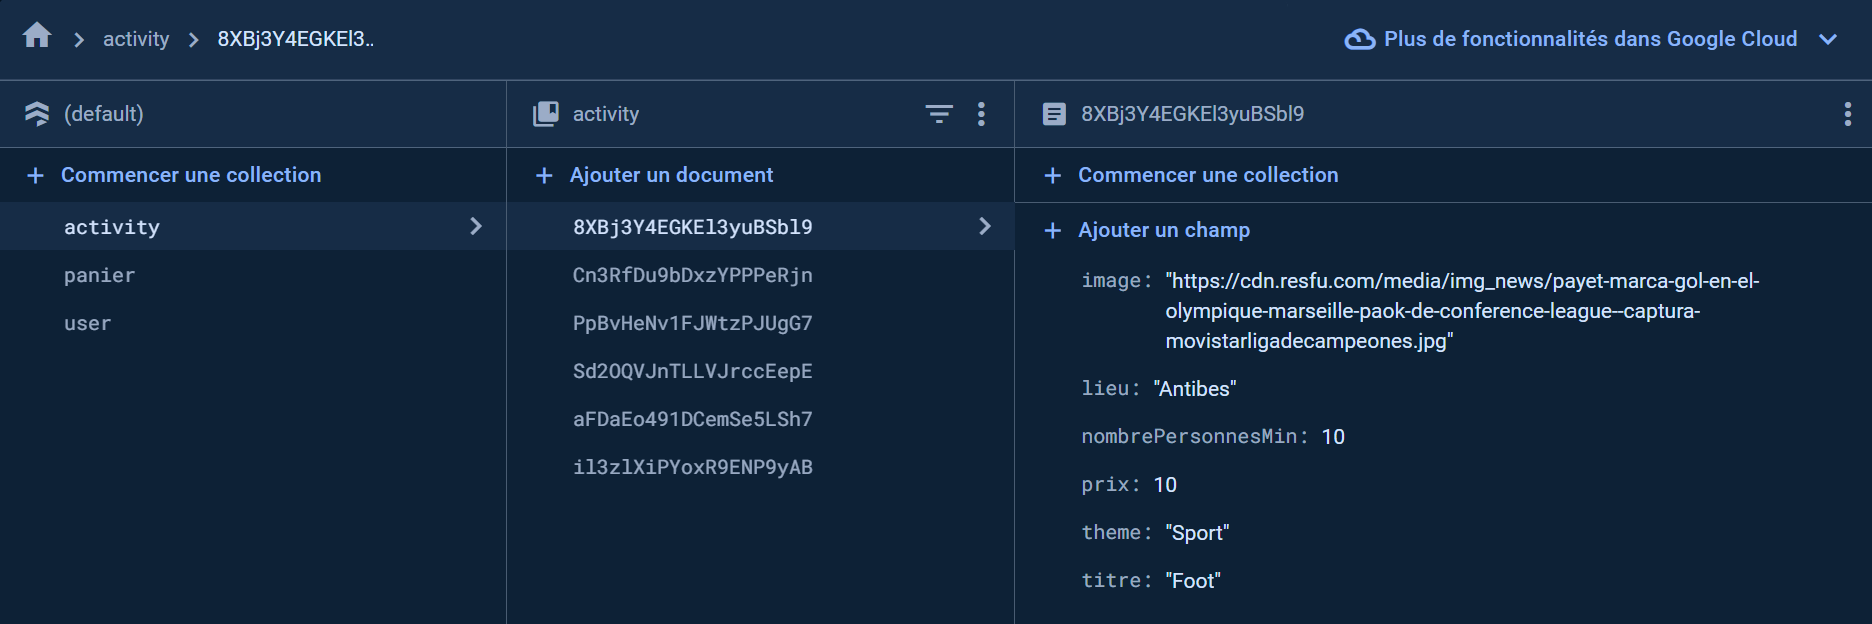 activity
8XBj3Y4EGKEl3..
Plus de fonctionnalités dans Google Cloud
(default)
activity
8XBj3Y4EGKEl3yuBSbl9
Commencer une collection
Ajouter un document
Commencer une collection
activity
panier
user
8XBj3Y4EGKEl3yuBSbl9
Cn3RfDu9bDxzYPPPeRjn
PpBvHeNv1FJWtzPJUgG7
Sd2OQVJnTLLVJrccEepE
aFDaEo491DCemSe5LSh7
il3zlXiPYoxR9ENP9yAB
Ajouter un champ
image: "https://cdn.resfu.com/media/img_news/payet-marca-gol-en-el-
olympique-marseille-paok-de-conference-league--captura-
movistarligadecampeones.jpg"
lieu: "Antibes"
nombrePersonnesMin: 10
prix: 10
theme: "Sport"
titre: "Foot"